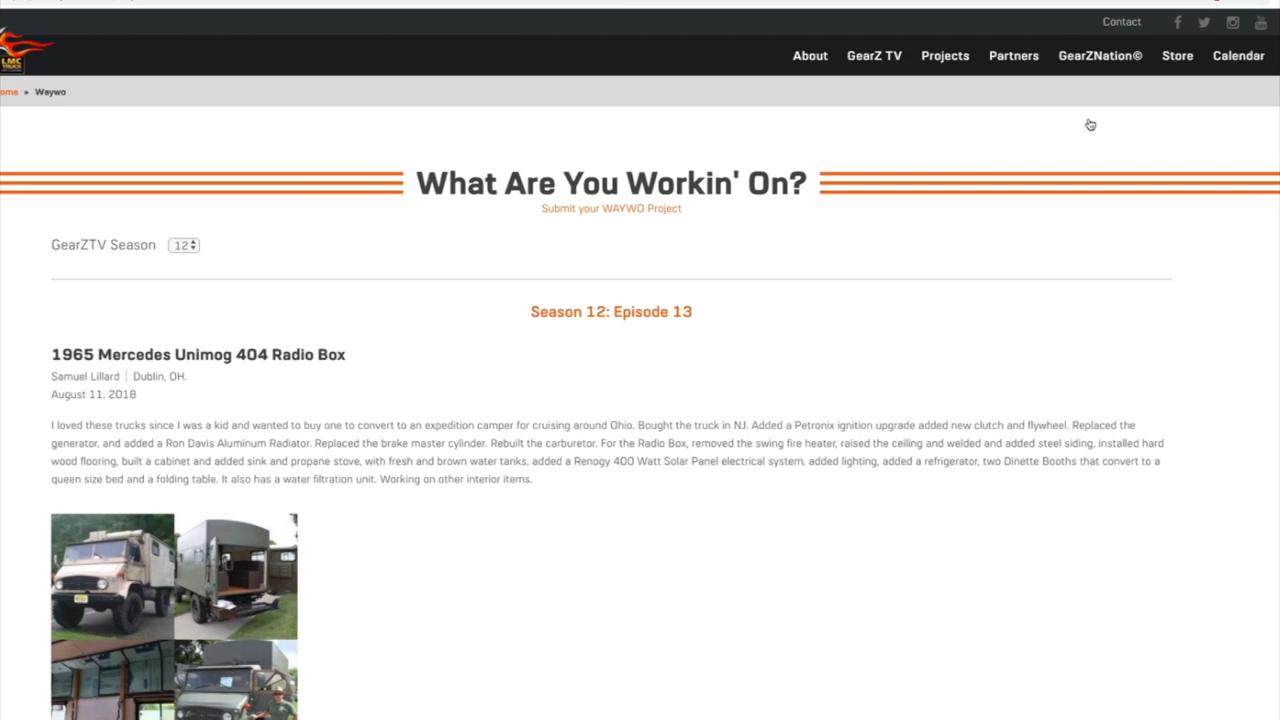 Contact
LMC
TRUCK
About GearZ TV Projects Partners GearZNation© Store Calendar
ome » Waywo
What Are You Workin' On?
Submit your WAYWO Project
GearZTV Season 12
Season 12: Episode 13
1965 Mercedes Unimog 404 Radio Box
Samuel Lillard | Dublin, OH.
August 11, 2018
I loved these trucks since I was a kid and wanted to buy one to convert to an expedition camper for cruising around Ohio. Bought the truck in NJ. Added a Petronix ignition upgrade added new clutch and flywheel. Replaced the
generator, and added a Ron Davis Aluminum Radiator. Replaced the brake master cylinder. Rebuilt the carburetor. For the Radio Box, removed the swing fire heater, raised the ceiling and welded and added steel siding, installed hard
wood flooring, built a cabinet and added sink and propane stove, with fresh and brown water tanks, added a Renogy 400 Watt Solar Panel electrical system, added lighting, added a refrigerator, two Dinette Booths that convert to a
queen size bed and a folding table. It also has a water filtration unit. Working on other interior items.